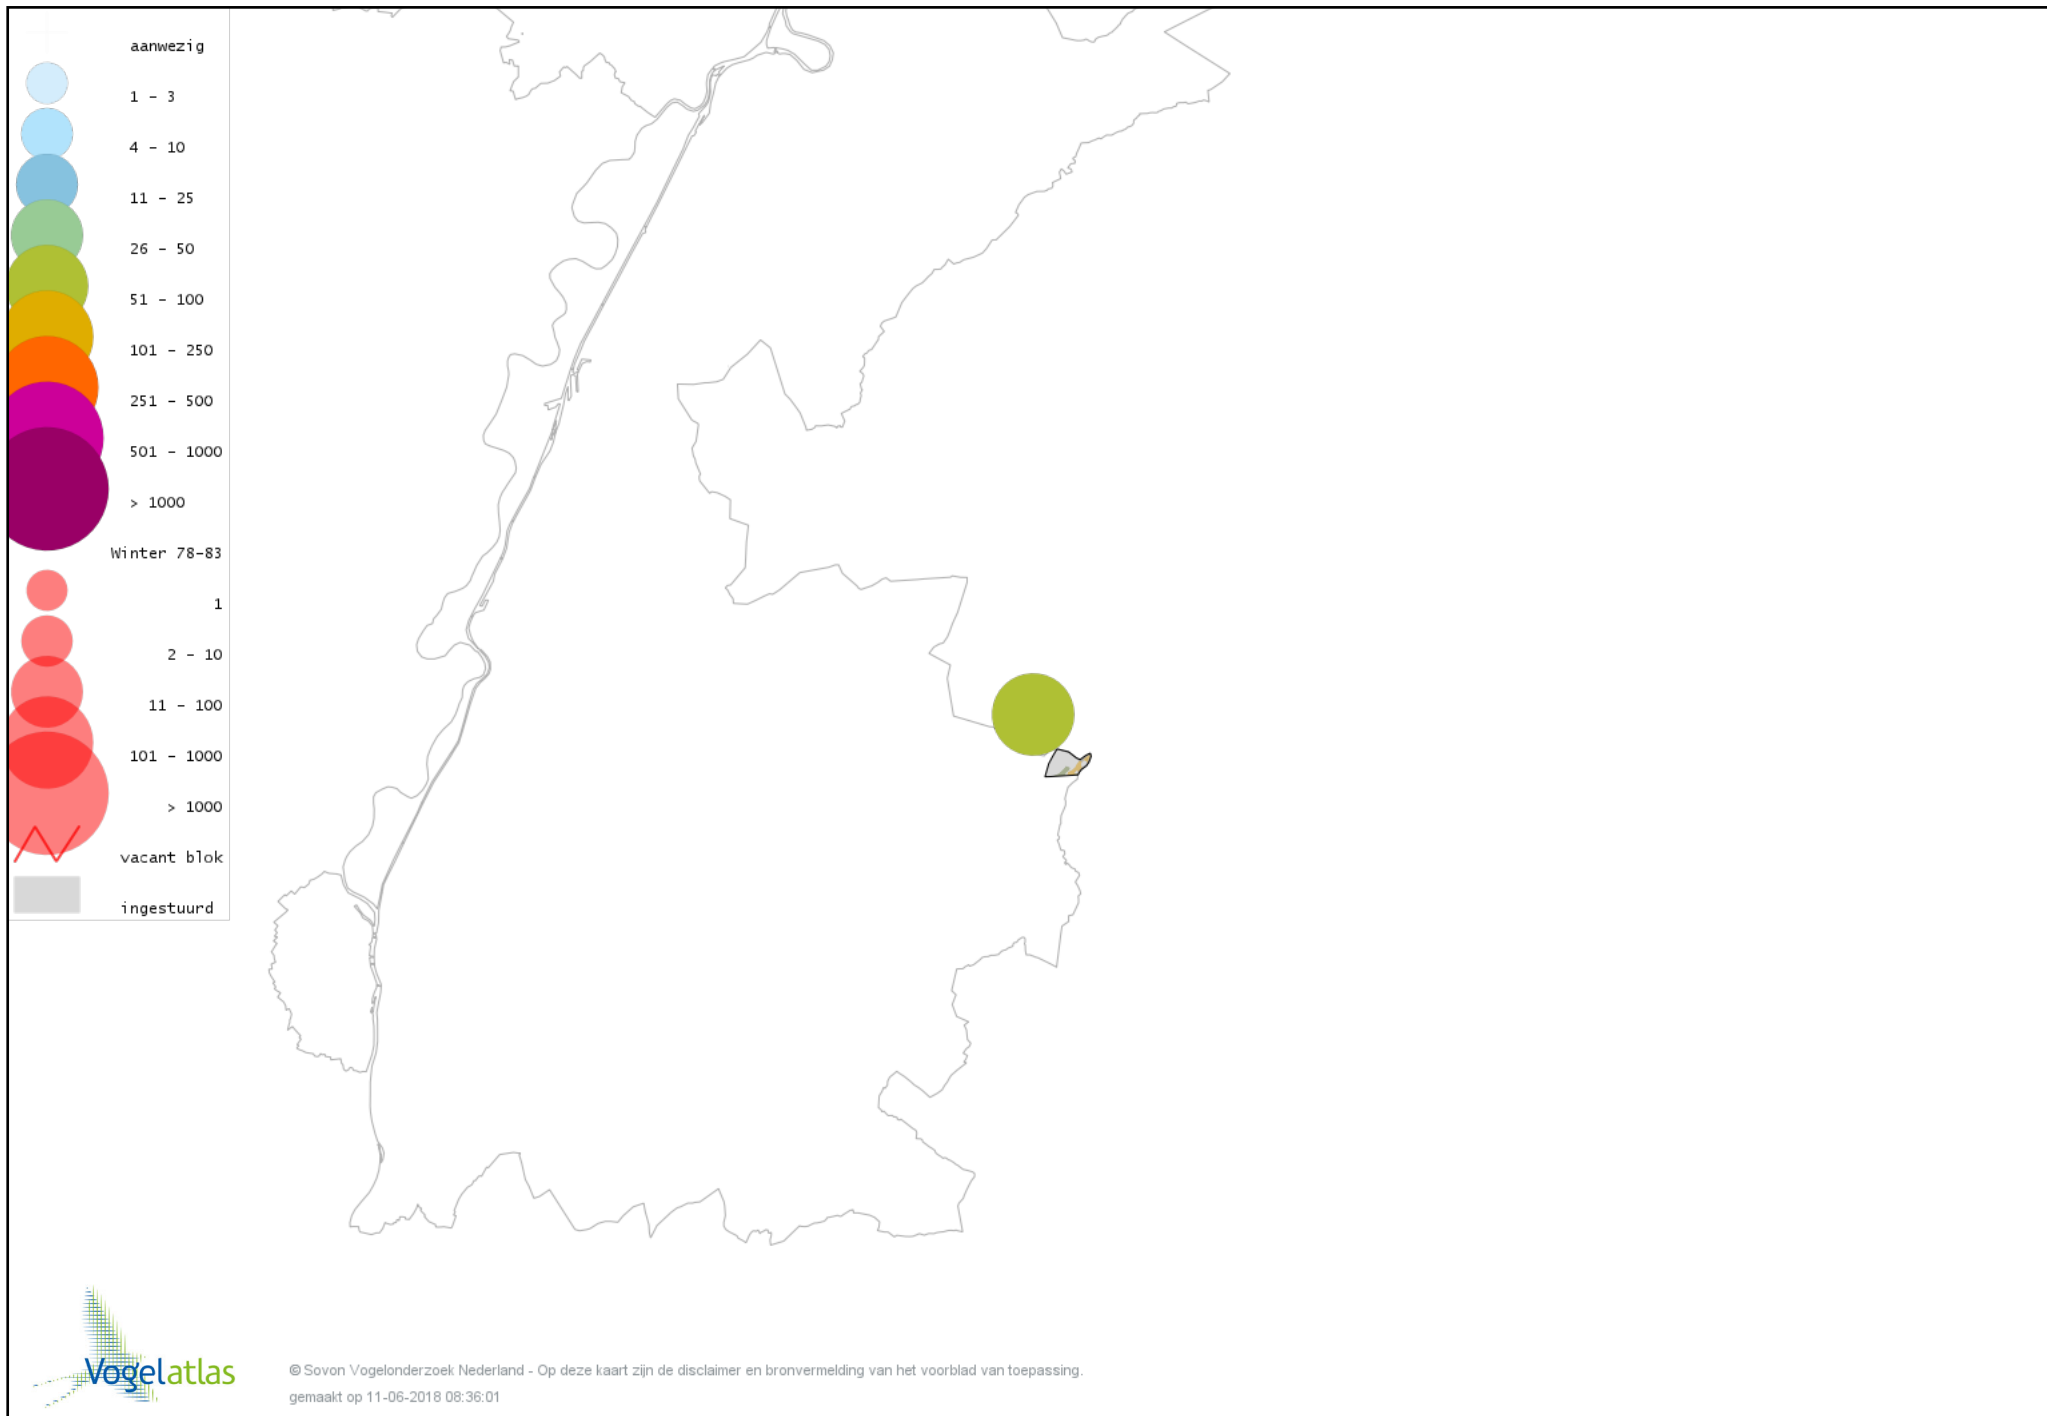 aanwezig
1 - 3
4 - 10
11 - 25
26 - 50
51 - 100
101 - 250
251 - 500
501 - 1000
> 1000
Winter 78-83
1
2 - 10
11 - 100
101 - 1000
> 1000
vacant blok
ingestuurd
Vogelatlas
© Sovon Vogelonderzoek Nederland - Op deze kaart zijn de disclaimer en bronvermelding van het voorblad van toepassing.
gemaakt op 11-06-2018 08:36:01